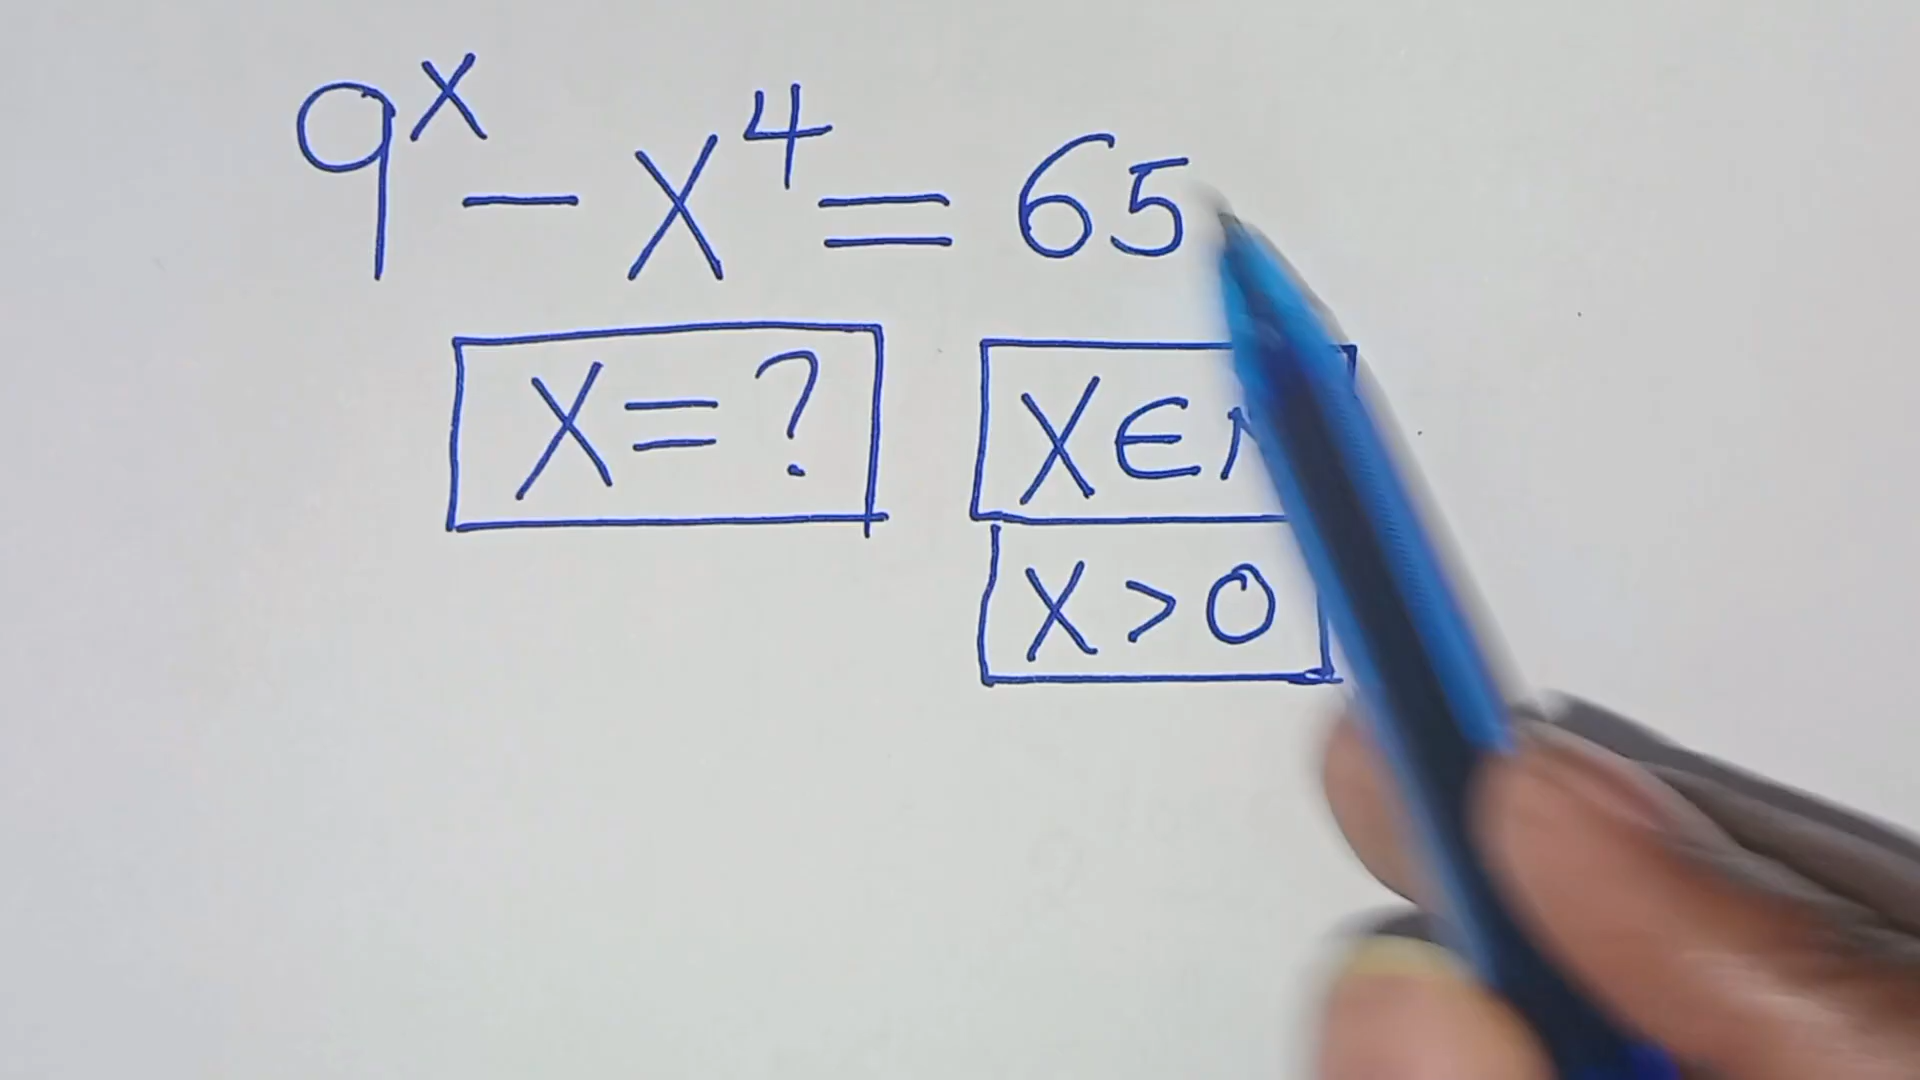 9^x - x^4 = 65
x = ?
x ∈
x > 0